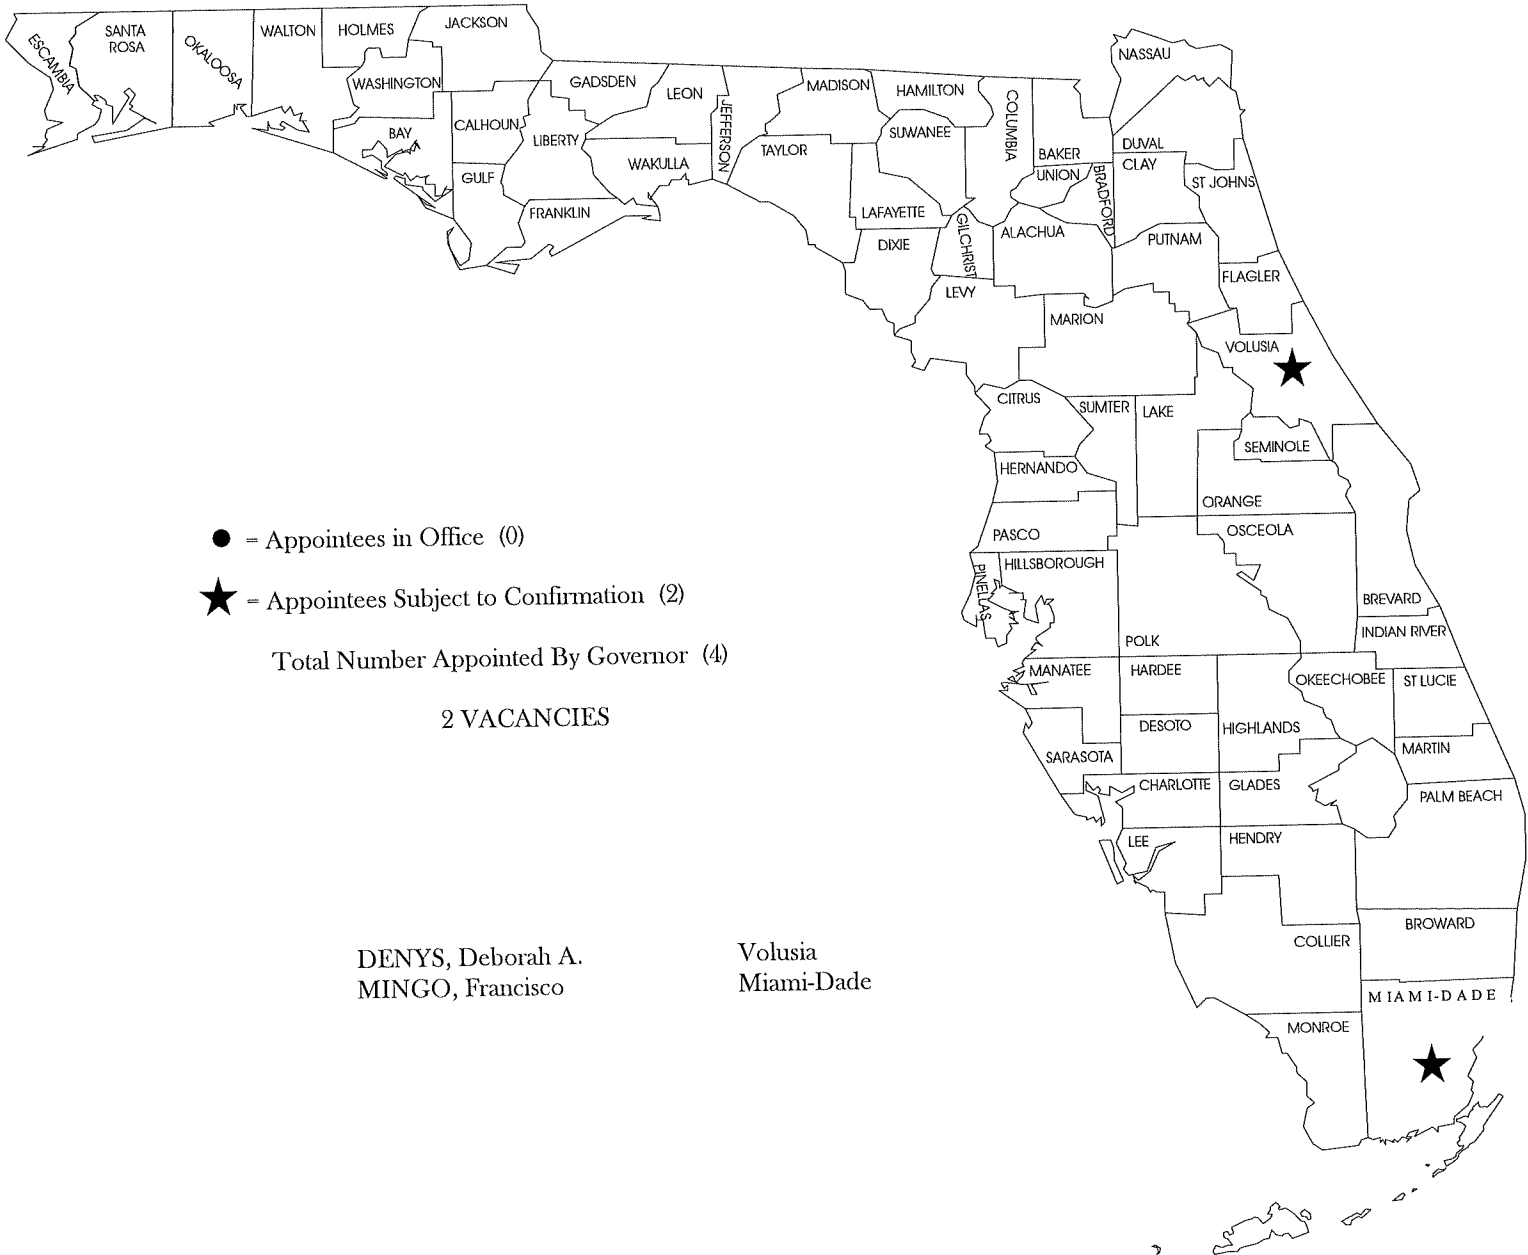 ESCAMBIA
SANTA
ROSA
OKALOOSA
WALTON
HOLMES
JACKSON
WASHINGTON
BAY
CALHOUN
GULF
LIBERTY
GADSDEN
FRANKLIN
LEON
WAKULLA
JEFFERSON
MADISON
TAYLOR
HAMILTON
SUWANEE
LAFAYETTE
DIXIE
COLUMBIA
GILCHRIST
BAKER
UNION
BRADFORD
ALACHUA
LEVY
NASSAU
DUVAL
CLAY
ST JOHNS
PUTNAM
FLAGLER
MARION
VOLUSIA
CITRUS
SUMTER
LAKE
SEMINOLE
HERNANDO
ORANGE
PASCO
OSCEOLA
HILLSBOROUGH
PINELLAS
BREVARD
INDIAN RIVER
POLK
MANATEE
HARDEE
OKEECHOBEE
ST LUCIE
DESOTO
HIGHLANDS
SARASOTA
MARTIN
CHARLOTTE
GLADES
PALM BEACH
LEE
HENDRY
BROWARD
COLLIER
MIAMI-DADE
MONROE
= Appointees in Office (0)
= Appointees Subject to Confirmation (2)
Total Number Appointed By Governor (4)
2 VACANCIES
DENYS, Deborah A. Volusia
MINGO, Francisco Miami-Dade